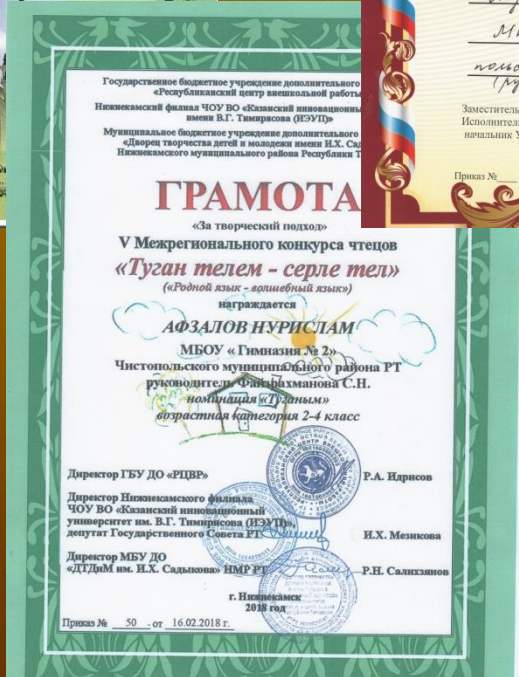 Государственное бюджетное учреждение дополнительного
«Республиканский центр внешкольной работы
Нижнекамский филиал ЧОУ ВО «Казанский инновационны
имени В.Г. Тимирясова (ИЭУП)»
Муниципальное бюджетное учреждение дополнительного
«Дворец творчества детей и молодежи имени И.Х. Сад
Нижнекамского муниципального района Республики Т
ГРАМОТА
«За творческий подход»
V Межрегионального конкурса чтецов
«Туган телем - серле тел»
(«Родной язык - волшебный язык»)
награждается
АФЗАЛОВ НУРИСЛАМ
МБОУ « Гимназия № 2»
Чистопольского муниципального района РТ
руководитель Файзрахманова С.Н.
номинация «Туганым»
возрастная категория 2-4 класс
Директор ГБУ ДО «РЦВР» Р.А. Идрисов
Директор Нижнекамского филиала
ЧОУ ВО «Казанский инновационный
университет им. В.Г. Тимирясова (ИЭУП),
депутат Государственного Совета РТ И.Х. Мезикова
Директор МБУ ДО
«ДТДиМ им. И.Х. Садыкова» НМР РТ Р.Н. Салихзянов
г. Нижнекамск
2018 год
Приказ № 50 от 16.02.2018 г.
Заместитель
Исполнител
начальник У
Приказ №